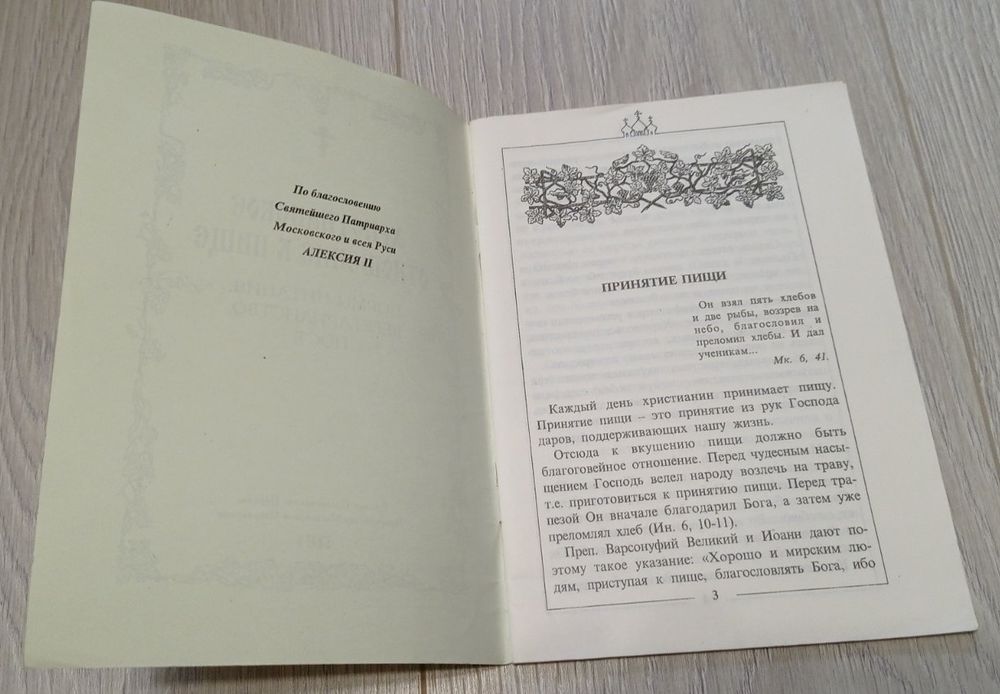 По благословению
Святейшего Патриарха
Московского и всея Руси
АЛЕКСИЯ II
ПРИНЯТИЕ ПИЩИ
Он взял пять хлебов
и две рыбы, воззрев на
небо, благословил и
преломил хлебы. И дал
ученикам...
Мк. 6, 41.
Каждый день христианин принимает пищу.
Принятие пищи – это принятие из рук Господа
даров, поддерживающих нашу жизнь.
Отсюда к вкушению пищи должно быть
благоговейное отношение. Перед чудесным насы-
щением Господь велел народу возлечь на траву,
т.е. приготовиться к принятию пищи. Перед тра-
пезой Он вначале благодарил Бога, а затем уже
преломлял хлеб (Ин. 6, 10-11).
Преп. Варсонуфий Великий и Иоанн дают по-
этому такое указание: «Хорошо и мирским лю-
дям, приступая к пище, благословлять Бога, ибо
3